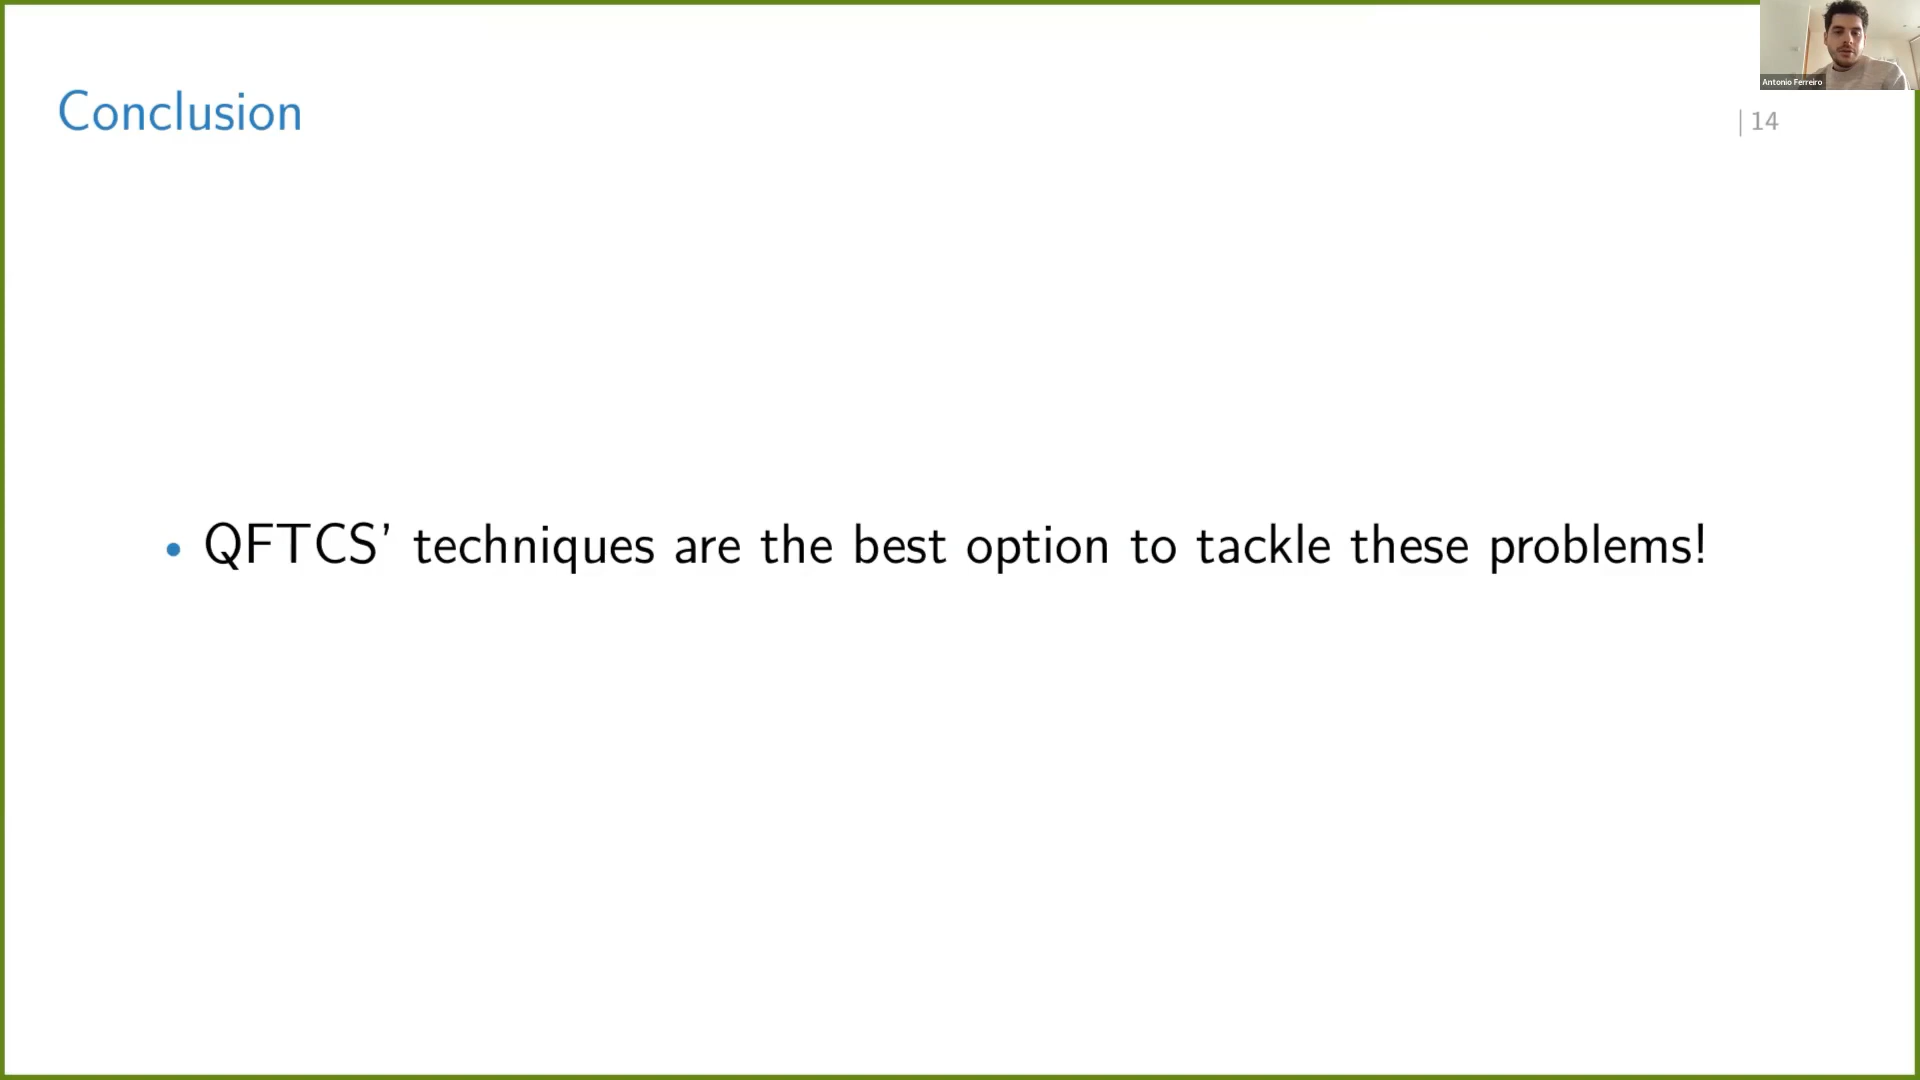 Antonio Ferreiro
Conclusion
| 14
• QFTCS’ techniques are the best option to tackle these problems!